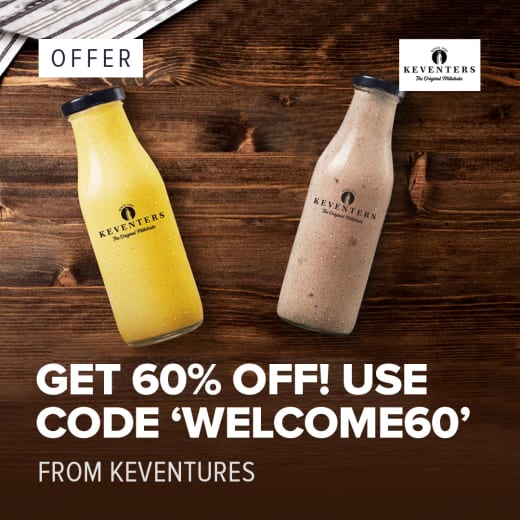 OFFER
KEVENTERS
The Original Milkshake
KEVENTERS
The Original Milkshake
KEVENTERS
The Original Milkshake
GET 60% OFF! USE
CODE ‘WELCOME60’
FROM KEVENTURES